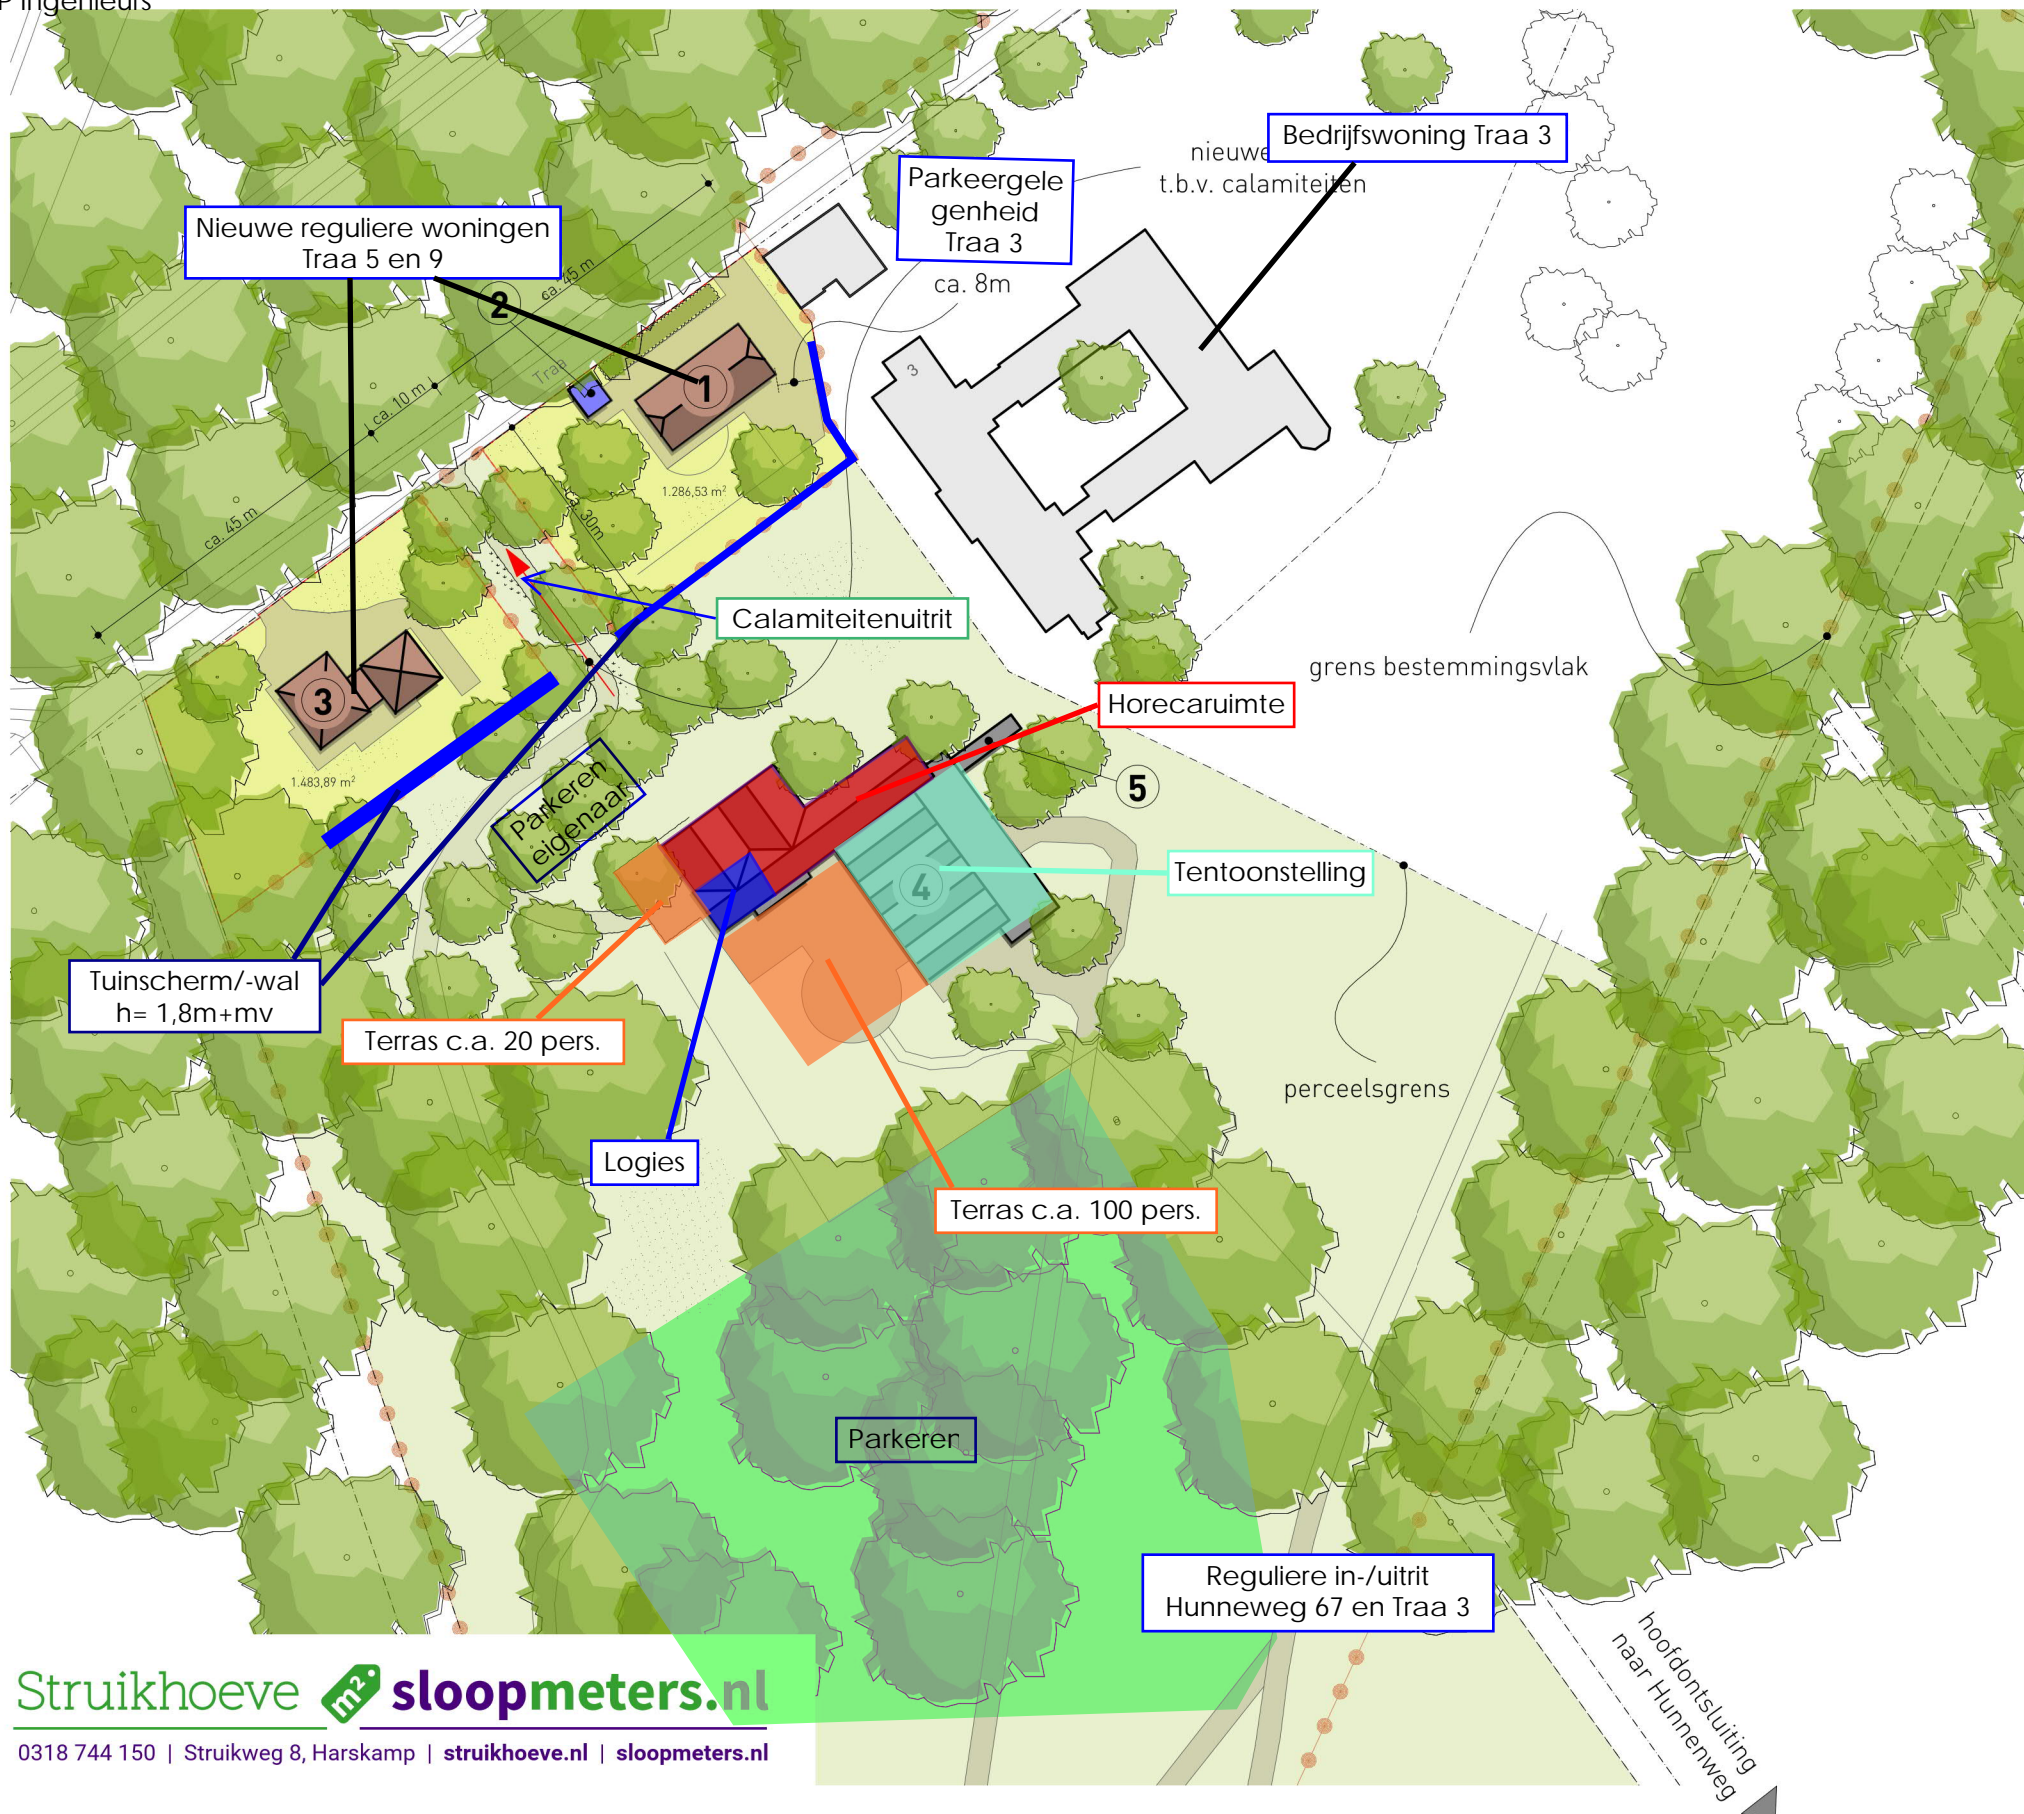 P Ingenieurs
Bedrijfswoning Traa 3
nieuwe
t.b.v. calamiteiten
Parkeergele
genheid
Traa 3
ca. 8m
Nieuwe reguliere woningen
Traa 5 en 9
ca. 45 m
2
Traa
1
3
ca. 10 m
ca. 45 m
1.286,53 m²
ca. 30m
Calamiteitenuitrit
grens bestemmingsvlak
3
1.483,89 m²
Horecaruimte
5
Parkeren
eigenaar
4
Tentoonstelling
Tuinscherm/-wal
h= 1,8m+mv
Terras c.a. 20 pers.
perceelsgrens
Logies
Terras c.a. 100 pers.
Parkeren
Reguliere in-/uitrit
Hunneweg 67 en Traa 3
hoofdontsluiting
naar Hunnenweg
Struikhoeve m². sloopmeters.nl
0318 744 150 | Struikweg 8, Harskamp | struikhoeve.nl | sloopmeters.nl